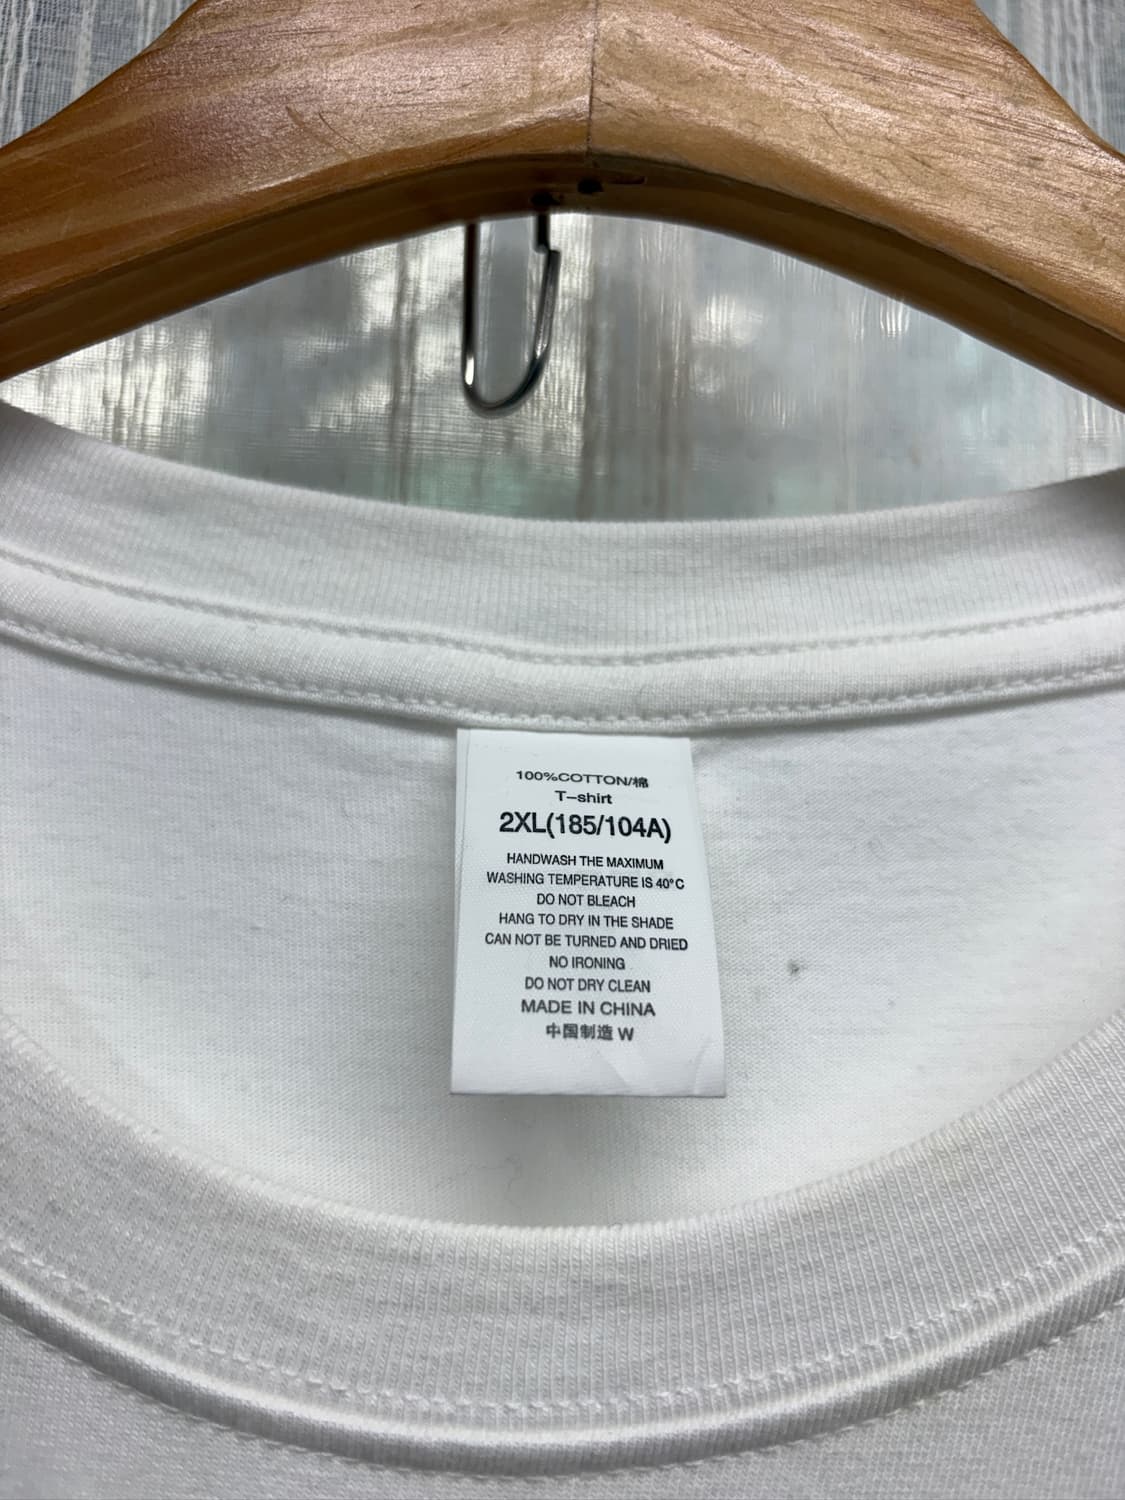 100%COTTON/棉
T-shirt
2XL(185/104A)
HANDWASH THE MAXIMUM
WASHING TEMPERATURE IS 40°C
DO NOT BLEACH
HANG TO DRY IN THE SHADE
CAN NOT BE TURNED AND DRIED
NO IRONING
DO NOT DRY CLEAN
MADE IN CHINA
中国制造 W